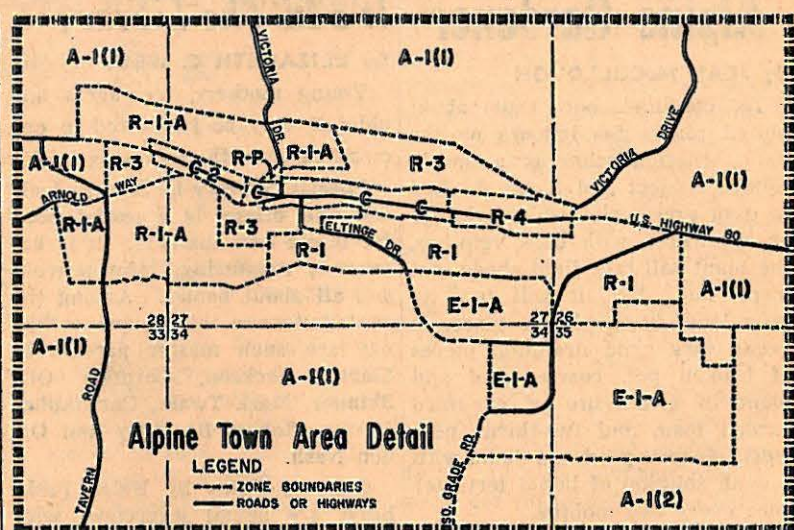 A-1(1)
A-1(1)
VICTORIA DR.
R-1-A
A-1(1)
R-3
R-P
R-1-A
R-3
VICTORIA DRIVE
A-1(1)
ARNOLD WAY
C-2
C
C
C
R-4
U.S. HIGHWAY 80
R-1-A
R-1-A
R-3
R-1
ELTINGE DR.
R-1
E-1-A
R-1
A-1(1)
28 27
33 34
27 26
34 35
A-1(1)
A-1(1)
E-1-A
E-1-A
Alpine Town Area Detail
LEGEND
ZONE BOUNDARIES
ROADS OR HIGHWAYS
TAVERN ROAD
GRADE RD.
A-1(2)